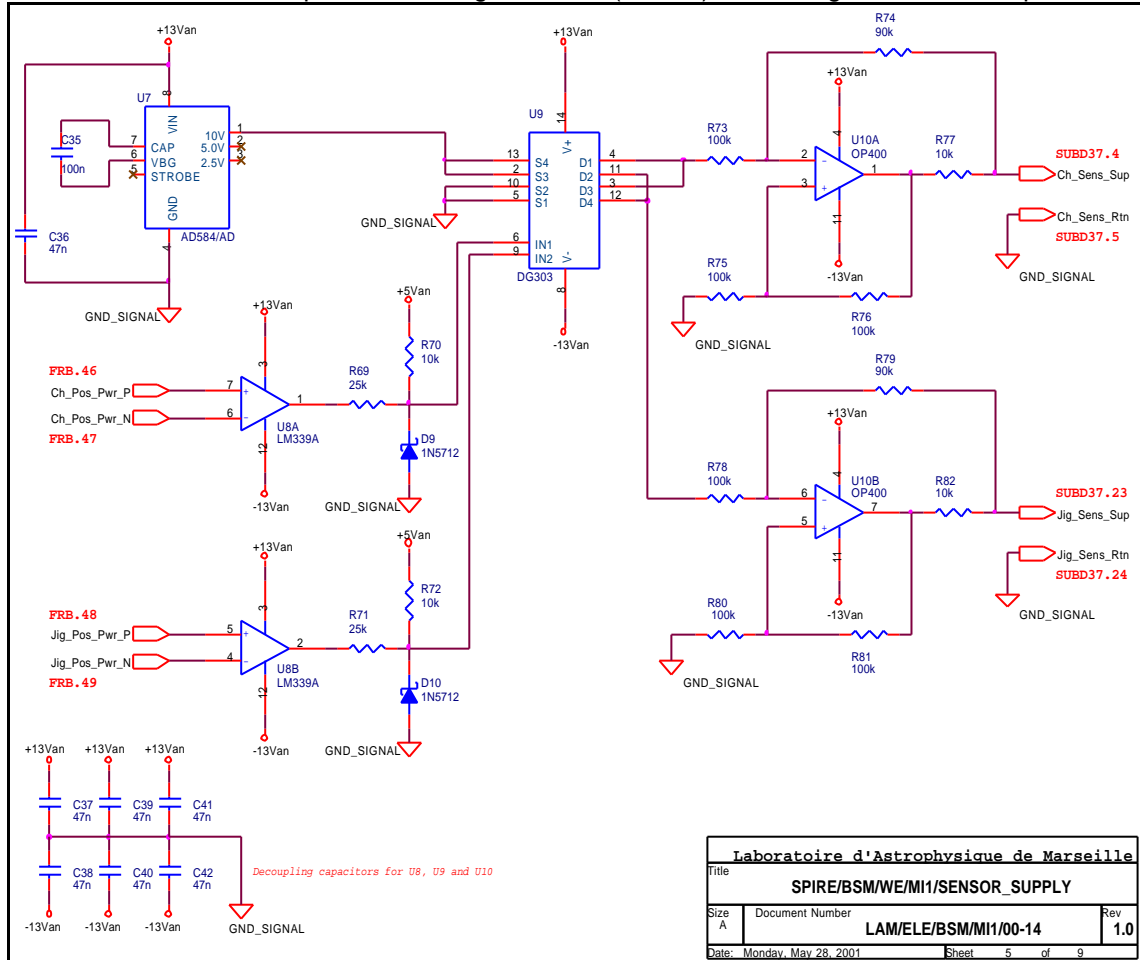 +13Van
U7
8
VIN
C35
100n
7
CAP
6
VBG
5
STROBE
10V
1
5.0V
2
2.5V
3
GND
4
AD584/AD
C36
47n
GND_SIGNAL
+13Van
U9
14
V+
13
S4
2
S3
10
S2
5
S1
D1
4
D2
11
D3
3
D4
12
6
IN1
9
IN2
V-
8
DG303
-13Van
GND_SIGNAL
R74
90k
R73
100k
+13Van
4
U10A
OP400
2
-
3
+
1
11
-13Van
R77
10k
SUBD37.4
Ch_Sens_Sup
Ch_Sens_Rtn
SUBD37.5
GND_SIGNAL
R75
100k
R76
100k
GND_SIGNAL
FRB.46
Ch_Pos_Pwr_P
Ch_Pos_Pwr_N
FRB.47
+13Van
3
7
+
6
-
1
12
U8A
LM339A
-13Van
R69
25k
+5Van
R70
10k
D9
1N5712
GND_SIGNAL
R79
90k
R78
100k
+13Van
4
U10B
OP400
6
-
5
+
7
11
-13Van
R82
10k
SUBD37.23
Jig_Sens_Sup
Jig_Sens_Rtn
SUBD37.24
GND_SIGNAL
R80
100k
R81
100k
GND_SIGNAL
FRB.48
Jig_Pos_Pwr_P
Jig_Pos_Pwr_N
FRB.49
+13Van
3
5
+
4
-
2
12
U8B
LM339A
-13Van
R71
25k
+5Van
R72
10k
D10
1N5712
GND_SIGNAL
+13Van +13Van +13Van
C37
47n
C39
47n
C41
47n
C38
47n
C40
47n
C42
47n
-13Van -13Van -13Van
Decoupling capacitors for U8, U9 and U10
GND_SIGNAL
Laboratoire d'Astrophysique de Marseille
Title
SPIRE/BSM/WE/MI1/SENSOR_SUPPLY
Size
A
Document Number
LAM/ELE/BSM/MI1/00-14
Rev
1.0
Date: Monday, May 28, 2001
Sheet 5 of 9